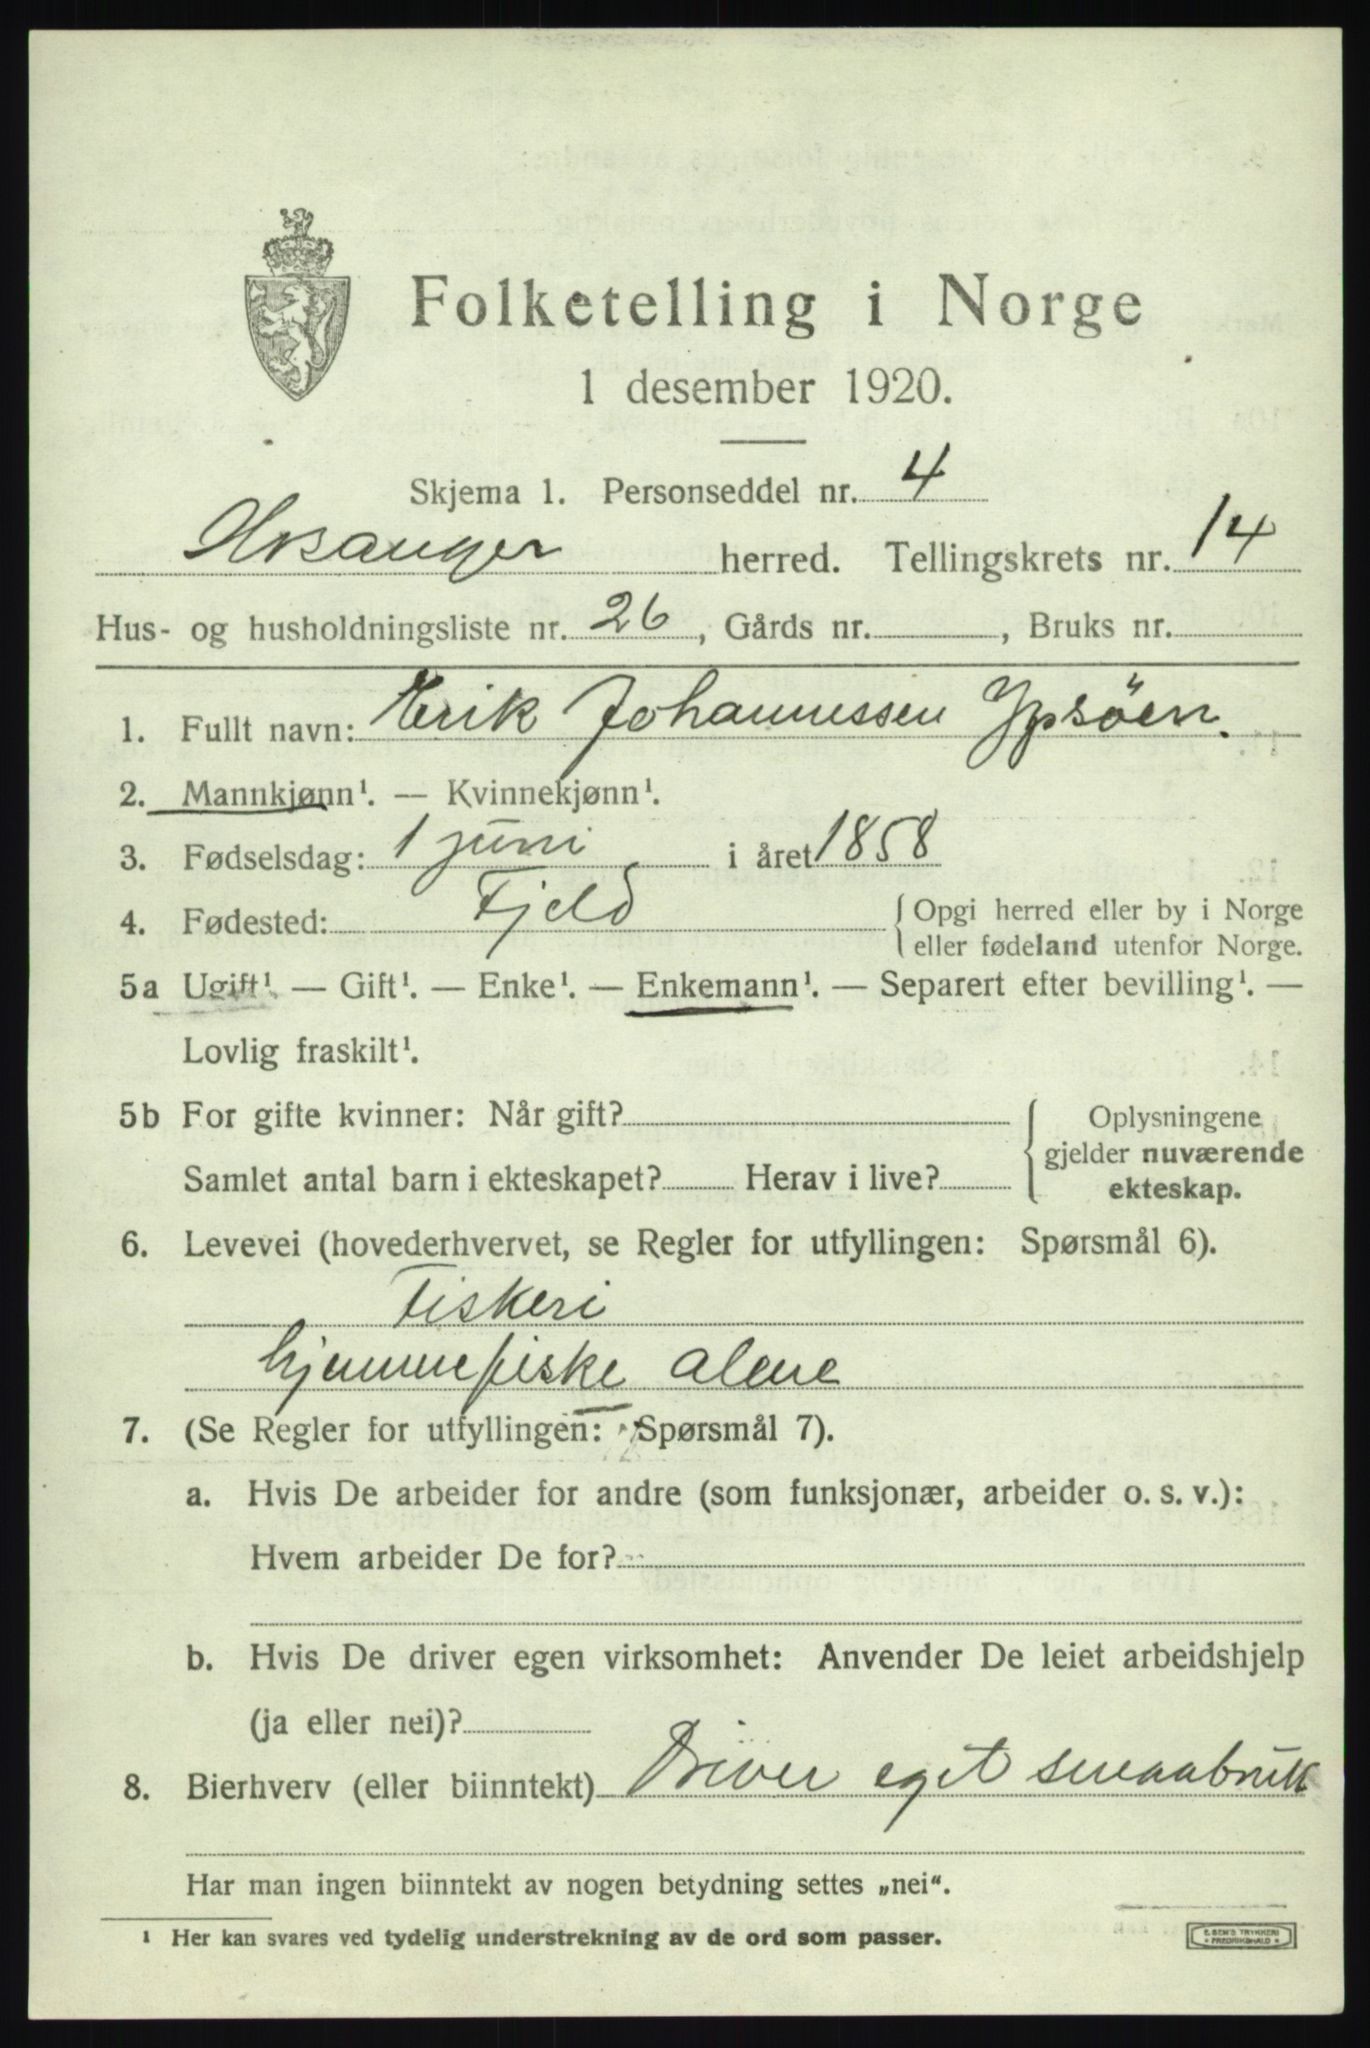 Folketelling i Norge
1 desember 1920.
Skjema 1. Personseddel nr. 4
herred. Tellingskrets nr. 14
Hus- og husholdningsliste nr. 26, Gårds nr. , Bruks nr.
1. Fullt navn: Erik Johannessen Ypsöen.
2. Mannkjønn¹. — Kvinnekjønn¹.
3. Fødselsdag: 1 juni i året 1858
4. Fødested: Fjeld { Opgi herred eller by i Norge
eller fødeland utenfor Norge.
5a Ugift¹. — Gift¹. — Enke¹. — Enkemann¹. — Separert efter bevilling¹. —
Lovlig fraskilt¹.
5b For gifte kvinner: Når gift? { Oplysningene
gjelder nuværende
Samlet antal barn i ekteskapet? Herav i live?
ekteskap.
6. Levevei (hovederhvervet, se Regler for utfyllingen: Spørsmål 6).
Fiskeri
hjemmefiske alene
7. (Se Regler for utfyllingen: Spørsmål 7).
a. Hvis De arbeider for andre (som funksjonær, arbeider o. s. v.):
Hvem arbeider De for?
b. Hvis De driver egen virksomhet: Anvender De leiet arbeidshjelp
(ja eller nei)?
8. Bierhverv (eller biinntekt) Driver eget smaabruk
Har man ingen biinntekt av nogen betydning settes „nei“.
¹ Her kan svares ved tydelig understrekning av de ord som passer.